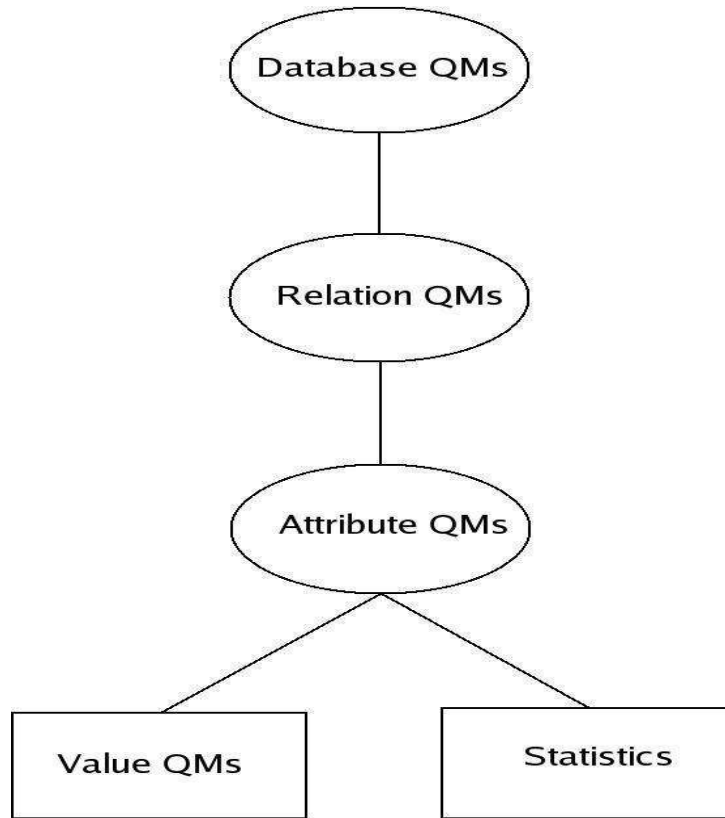 Database QMs
Relation QMs
Attribute QMs
Value QMs
Statistics